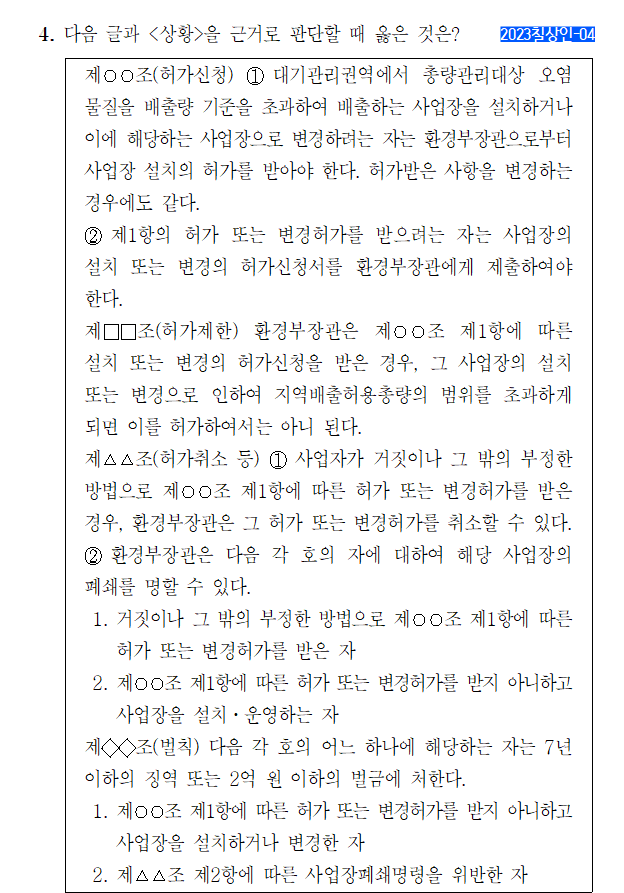 4. 다음 글과 <상황>을 근거로 판단할 때 옳은 것은? 2023칠상인-04
제○○조(허가신청) ① 대기관리권역에서 총량관리대상 오염
물질을 배출량 기준을 초과하여 배출하는 사업장을 설치하거나
이에 해당하는 사업장으로 변경하려는 자는 환경부장관으로부터
사업장 설치의 허가를 받아야 한다. 허가받은 사항을 변경하는
경우에도 같다.
② 제1항의 허가 또는 변경허가를 받으려는 자는 사업장의
설치 또는 변경의 허가신청서를 환경부장관에게 제출하여야
한다.
제□□조(허가제한) 환경부장관은 제○○조 제1항에 따른
설치 또는 변경의 허가신청을 받은 경우, 그 사업장의 설치
또는 변경으로 인하여 지역배출허용총량의 범위를 초과하게
되면 이를 허가하여서는 아니 된다.
제△△조(허가취소 등) ① 사업자가 거짓이나 그 밖의 부정한
방법으로 제○○조 제1항에 따른 허가 또는 변경허가를 받은
경우, 환경부장관은 그 허가 또는 변경허가를 취소할 수 있다.
② 환경부장관은 다음 각 호의 자에 대하여 해당 사업장의
폐쇄를 명할 수 있다.
1. 거짓이나 그 밖의 부정한 방법으로 제○○조 제1항에 따른
허가 또는 변경허가를 받은 자
2. 제○○조 제1항에 따른 허가 또는 변경허가를 받지 아니하고
사업장을 설치·운영하는 자
제◇◇조(벌칙) 다음 각 호의 어느 하나에 해당하는 자는 7년
이하의 징역 또는 2억 원 이하의 벌금에 처한다.
1. 제○○조 제1항에 따른 허가 또는 변경허가를 받지 아니하고
사업장을 설치하거나 변경한 자
2. 제△△조 제2항에 따른 사업장폐쇄명령을 위반한 자